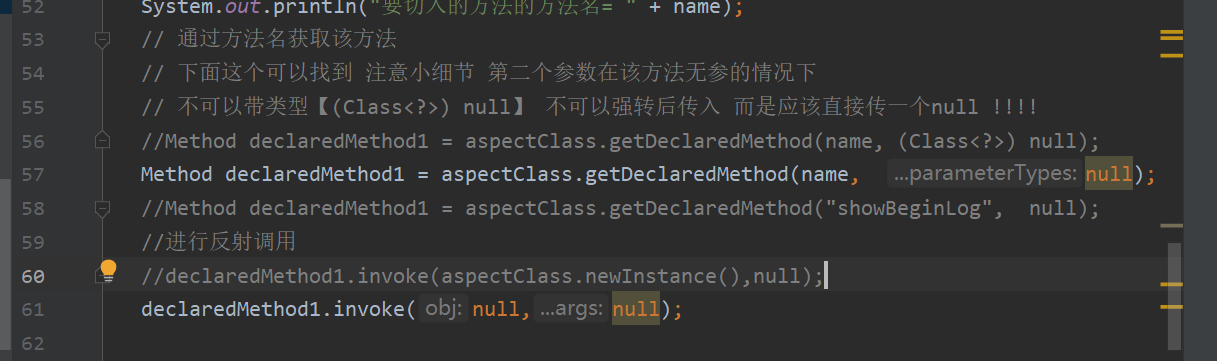 52 System.out.println("要切入的方法的方法名= " + name);
53 // 通过方法名获取该方法
54 // 下面这个可以找到 注意小细节 第二个参数在该方法无参的情况下
55 // 不可以带类型【(Class<?>) null】 不可以强转后传入 而是应该直接传一个null !!!!
56 //Method declaredMethod1 = aspectClass.getDeclaredMethod(name, (Class<?>) null);
57 Method declaredMethod1 = aspectClass.getDeclaredMethod(name, ...parameterTypes: null);
58 //Method declaredMethod1 = aspectClass.getDeclaredMethod("showBeginLog", null);
59 //进行反射调用
60 //declaredMethod1.invoke(aspectClass.newInstance(),null);
61 declaredMethod1.invoke( obj: null, ...args: null);
62